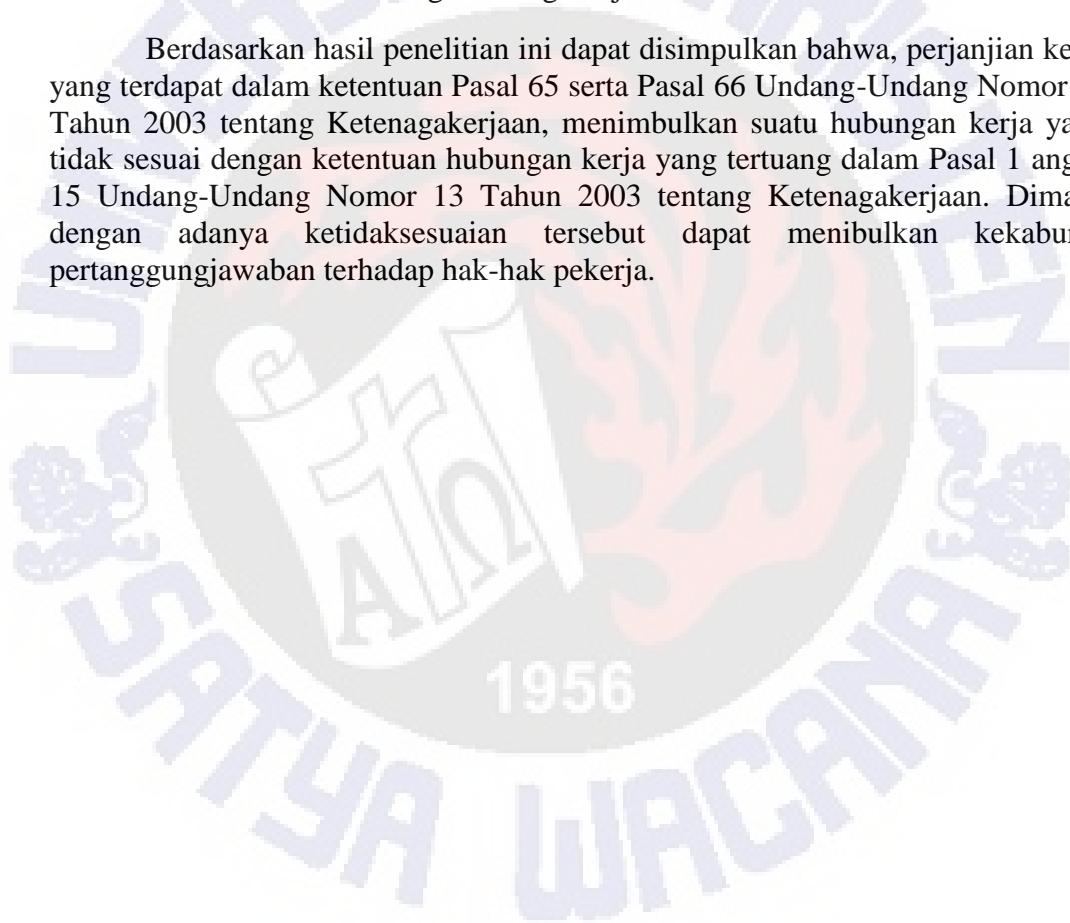 Berdasarkan hasil penelitian ini dapat disimpulkan bahwa, perjanjian ke
yang terdapat dalam ketentuan Pasal 65 serta Pasal 66 Undang-Undang Nomor
Tahun 2003 tentang Ketenagakerjaan, menimbulkan suatu hubungan kerja ya
tidak sesuai dengan ketentuan hubungan kerja yang tertuang dalam Pasal 1 ang
15 Undang-Undang Nomor 13 Tahun 2003 tentang Ketenagakerjaan. Dima
dengan adanya ketidaksesuaian tersebut dapat menibulkan kekabur
pertanggungjawaban terhadap hak-hak pekerja.
Α Ω
1956
SATYA WACANA